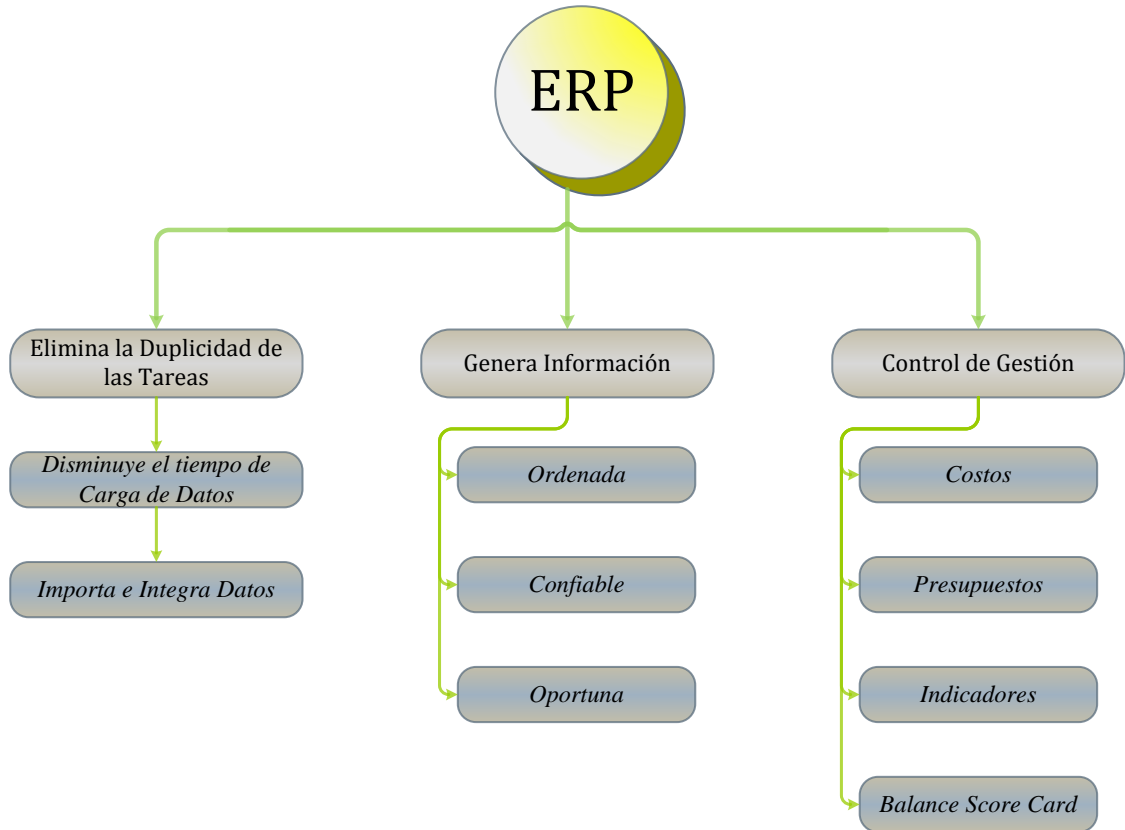 ERP
Elimina la Duplicidad de
las Tareas
Disminuye el tiempo de
Carga de Datos
Importa e Integra Datos
Genera Información
Ordenada
Confiable
Oportuna
Control de Gestión
Costos
Presupuestos
Indicadores
Balance Score Card